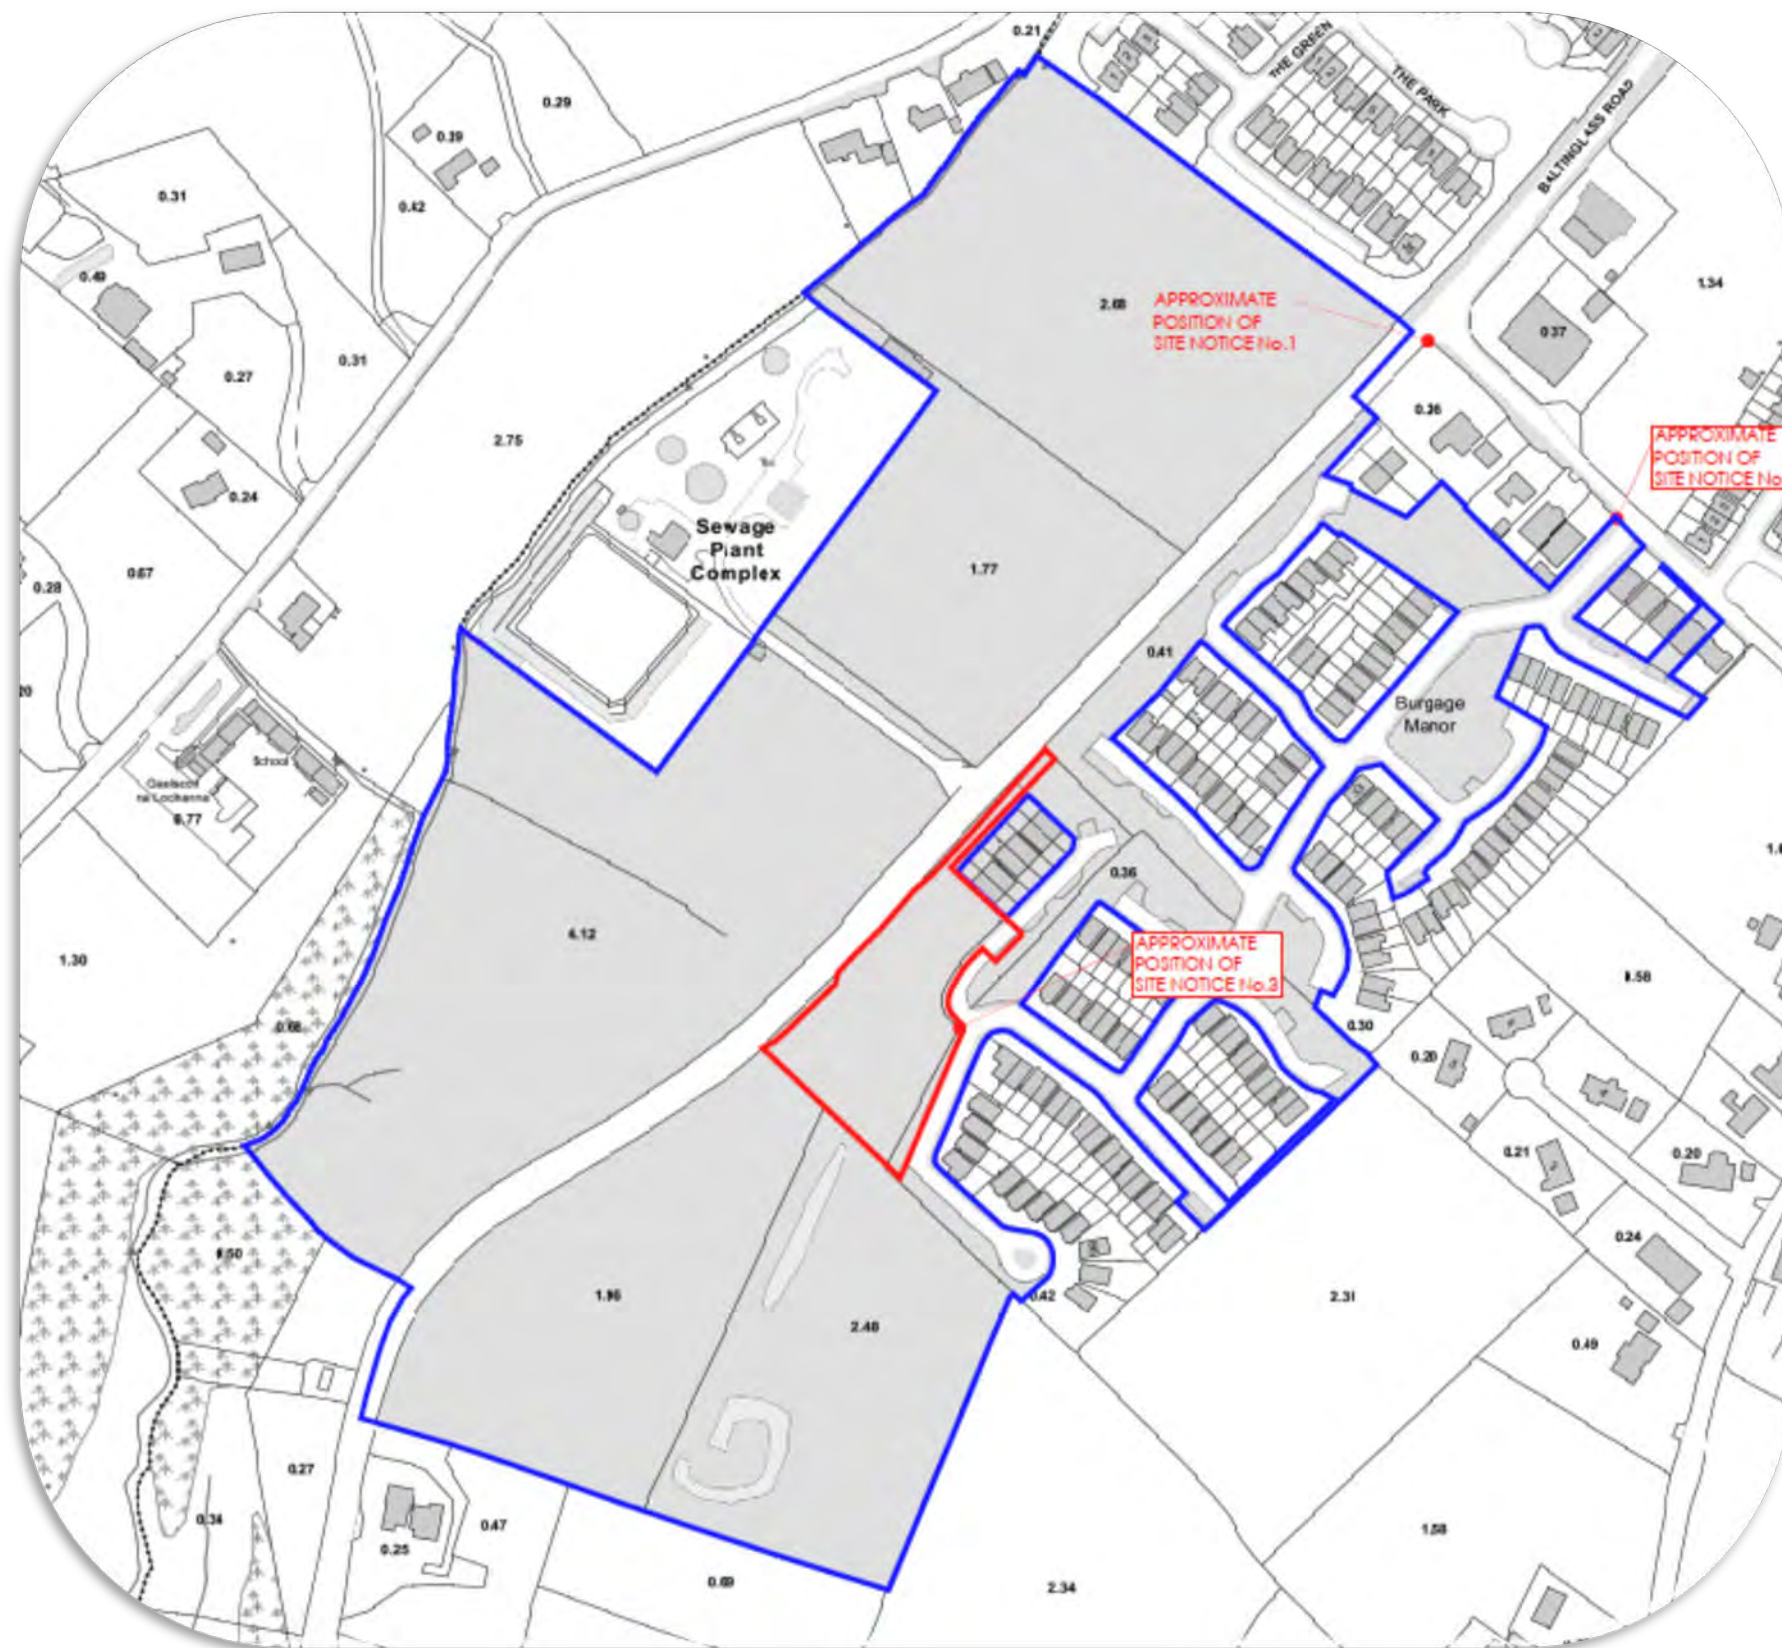 0.21
THE GREEN
THE PARK
BALTINGLASS ROAD
0.29
0.39
0.31
0.42
0.49
1.34
2.68
APPROXIMATE
POSITION OF
SITE NOTICE No.1
0.37
0.31
0.27
0.36
2.75
APPROXIMATE
POSITION OF
SITE NOTICE No
0.24
Sewage
Plant
Complex
1.77
0.57
0.28
0.41
Burgage
Manor
School
Gaelscoil
na Lochanna
0.77
0.36
4.12
APPROXIMATE
POSITION OF
SITE NOTICE No.3
1.30
0.58
0.30
0.20
0.21
0.20
0.24
0.50
1.96
0.42
2.31
2.48
0.49
0.27
0.34
0.47
0.25
1.58
0.69
2.34